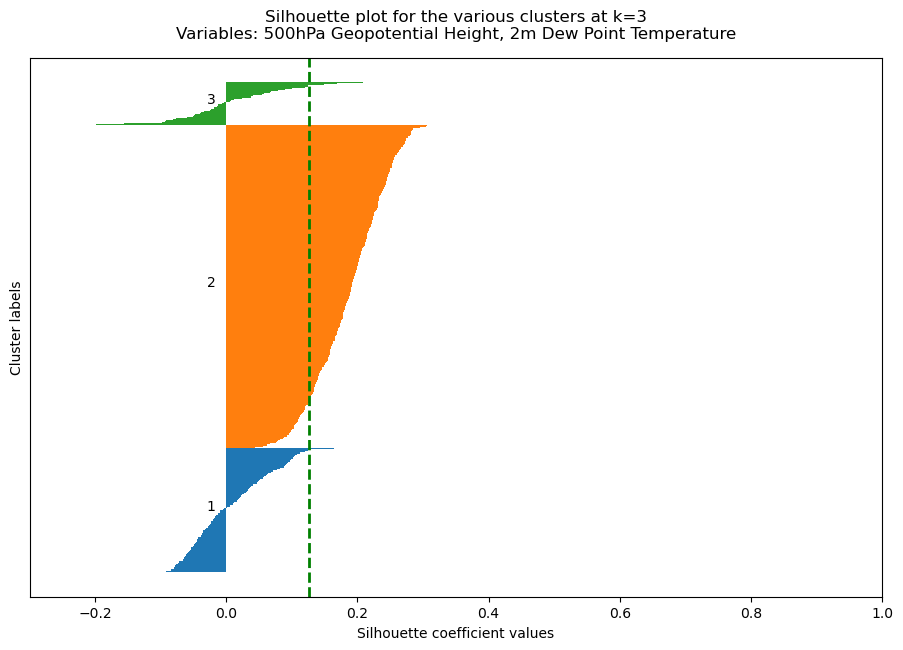 Silhouette plot for the various clusters at k=3
Variables: 500hPa Geopotential Height, 2m Dew Point Temperature
3
2
1
Cluster labels
−0.2 0.0 0.2 0.4 0.6 0.8 1.0
Silhouette coefficient values